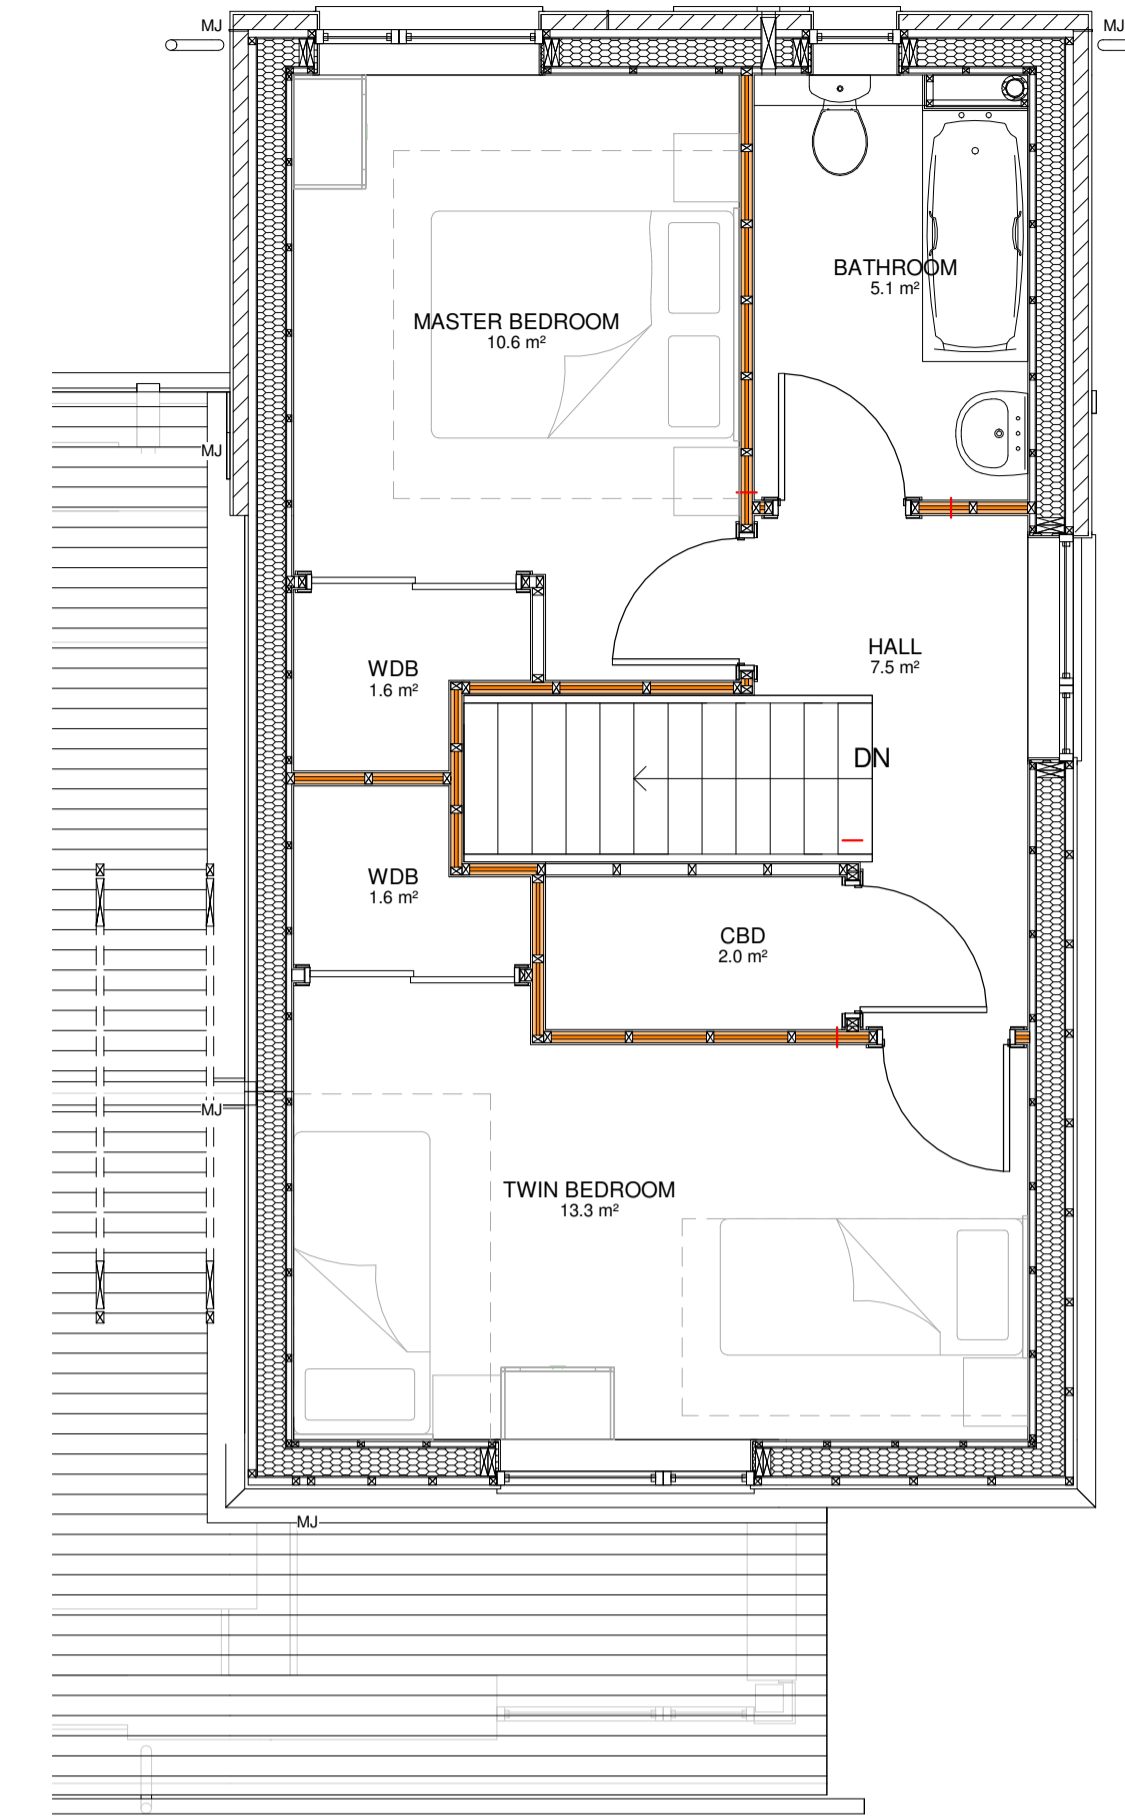 MJ
MJ
BATHROOM
5.1 m²
MASTER BEDROOM
10.6 m²
MJ
HALL
7.5 m²
WDB
1.6 m²
DN
WDB
1.6 m²
CBD
2.0 m²
MJ
TWIN BEDROOM
13.3 m²
MJ